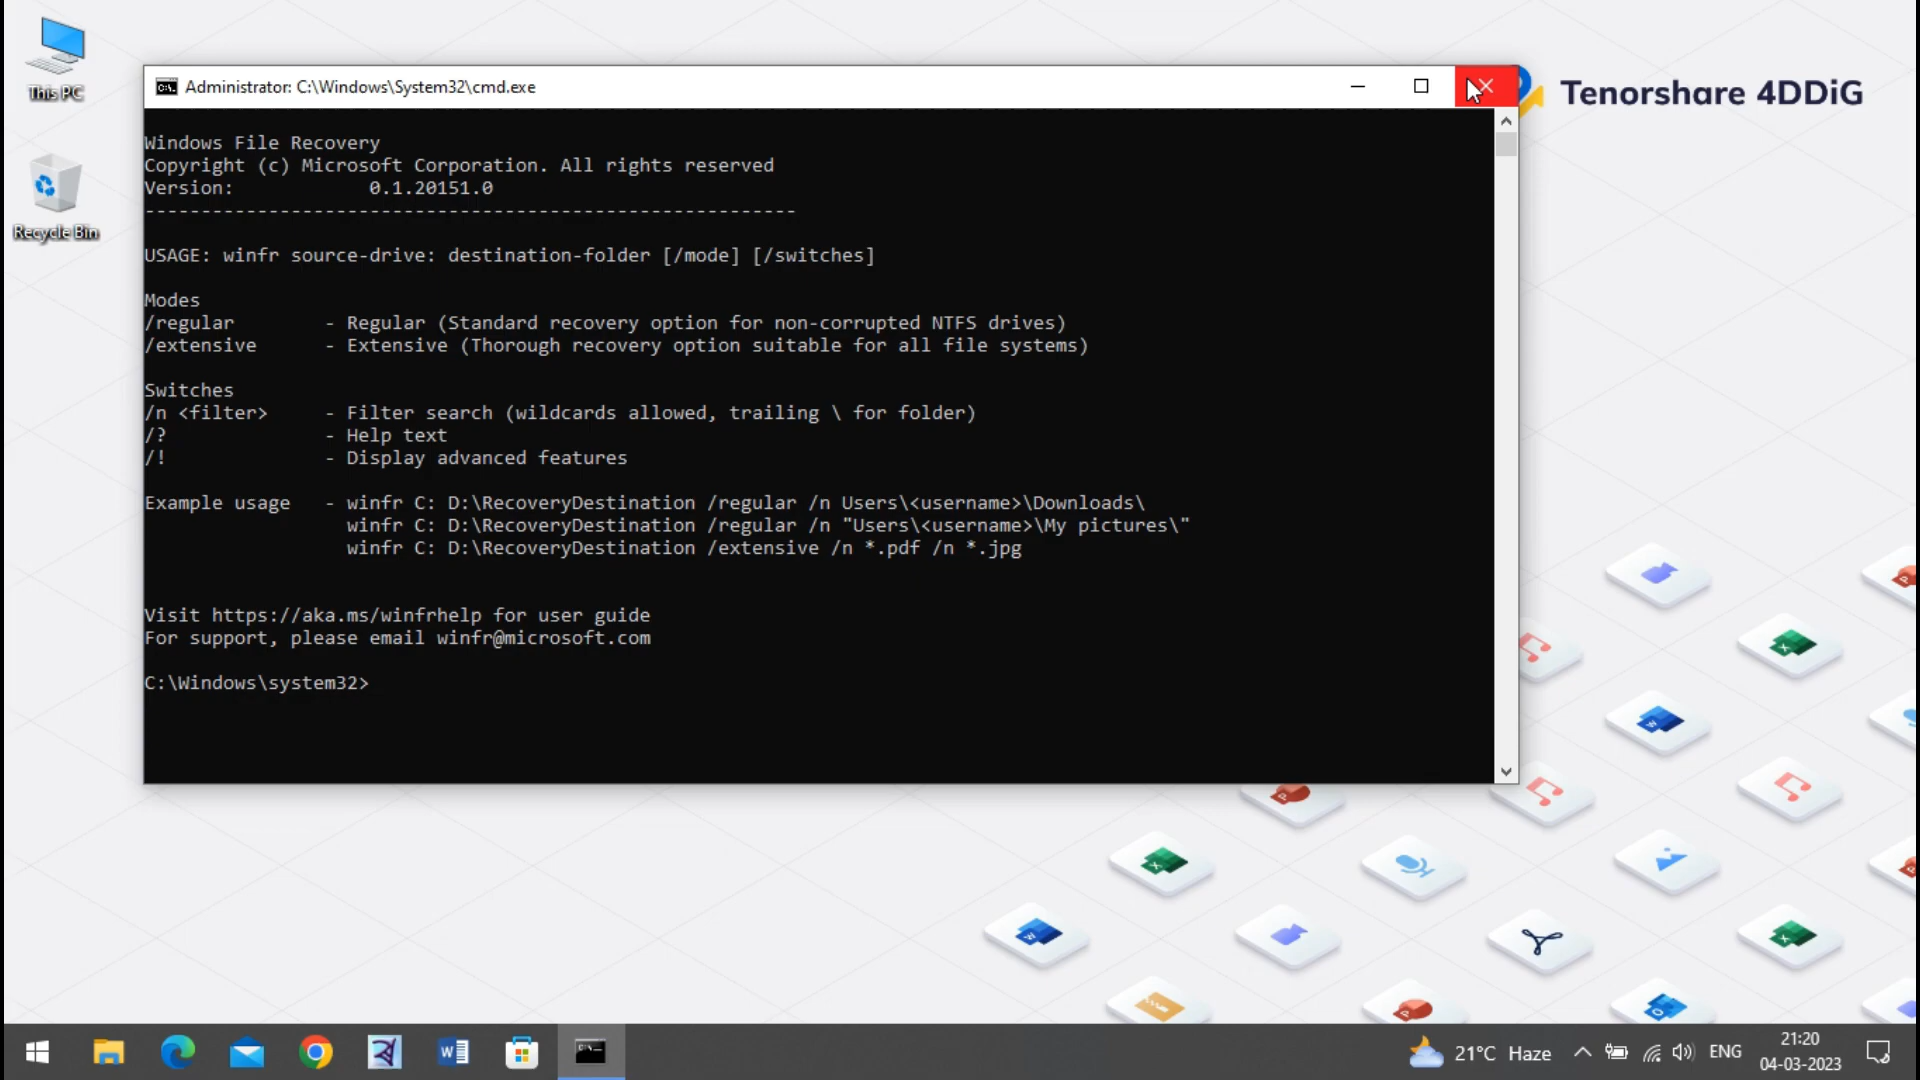 This PC
Recycle Bin
Administrator: C:\Windows\System32\cmd.exe
Tenorshare 4DDiG
Windows File Recovery
Copyright (c) Microsoft Corporation. All rights reserved
Version:            0.1.20151.0
----------------------------------------------------------
USAGE: winfr source-drive: destination-folder [/mode] [/switches]
Modes
/regular        - Regular (Standard recovery option for non-corrupted NTFS drives)
/extensive      - Extensive (Thorough recovery option suitable for all file systems)
Switches
/n <filter>     - Filter search (wildcards allowed, trailing \ for folder)
/?              - Help text
/!              - Display advanced features
Example usage   - winfr C: D:\RecoveryDestination /regular /n Users\<username>\Downloads\
winfr C: D:\RecoveryDestination /regular /n "Users\<username>\My pictures\"
winfr C: D:\RecoveryDestination /extensive /n *.pdf /n *.jpg
Visit https://aka.ms/winfrhelp for user guide
For support, please email winfr@microsoft.com
C:\Windows\system32>
21°C Haze
ENG
21:20
04-03-2023